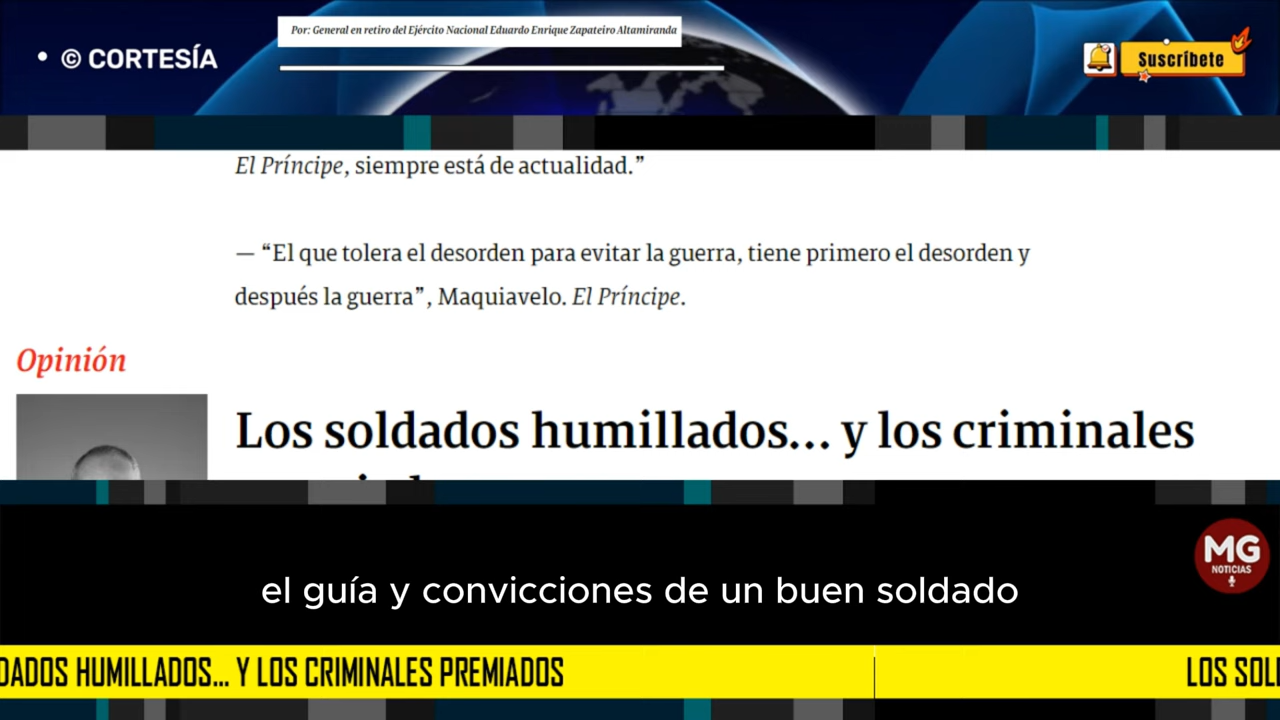 Por: General en retiro del Ejército Nacional Eduardo Enrique Zapateiro Altamiranda
• © CORTESÍA
Suscríbete
El Príncipe, siempre está de actualidad.”
— “El que tolera el desorden para evitar la guerra, tiene primero el desorden y
después la guerra”, Maquiavelo. El Príncipe.
Opinión
Los soldados humillados... y los criminales
MG
NOTICIAS
el guía y convicciones de un buen soldado
DADOS HUMILLADOS... Y LOS CRIMINALES PREMIADOS
LOS SOL